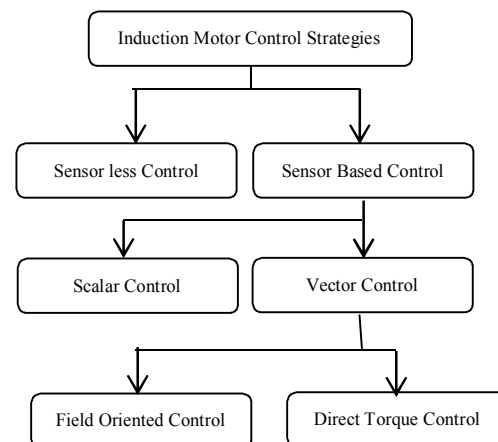 Induction Motor Control Strategies
Sensor less Control
Sensor Based Control
Scalar Control
Vector Control
Field Oriented Control
Direct Torque Control